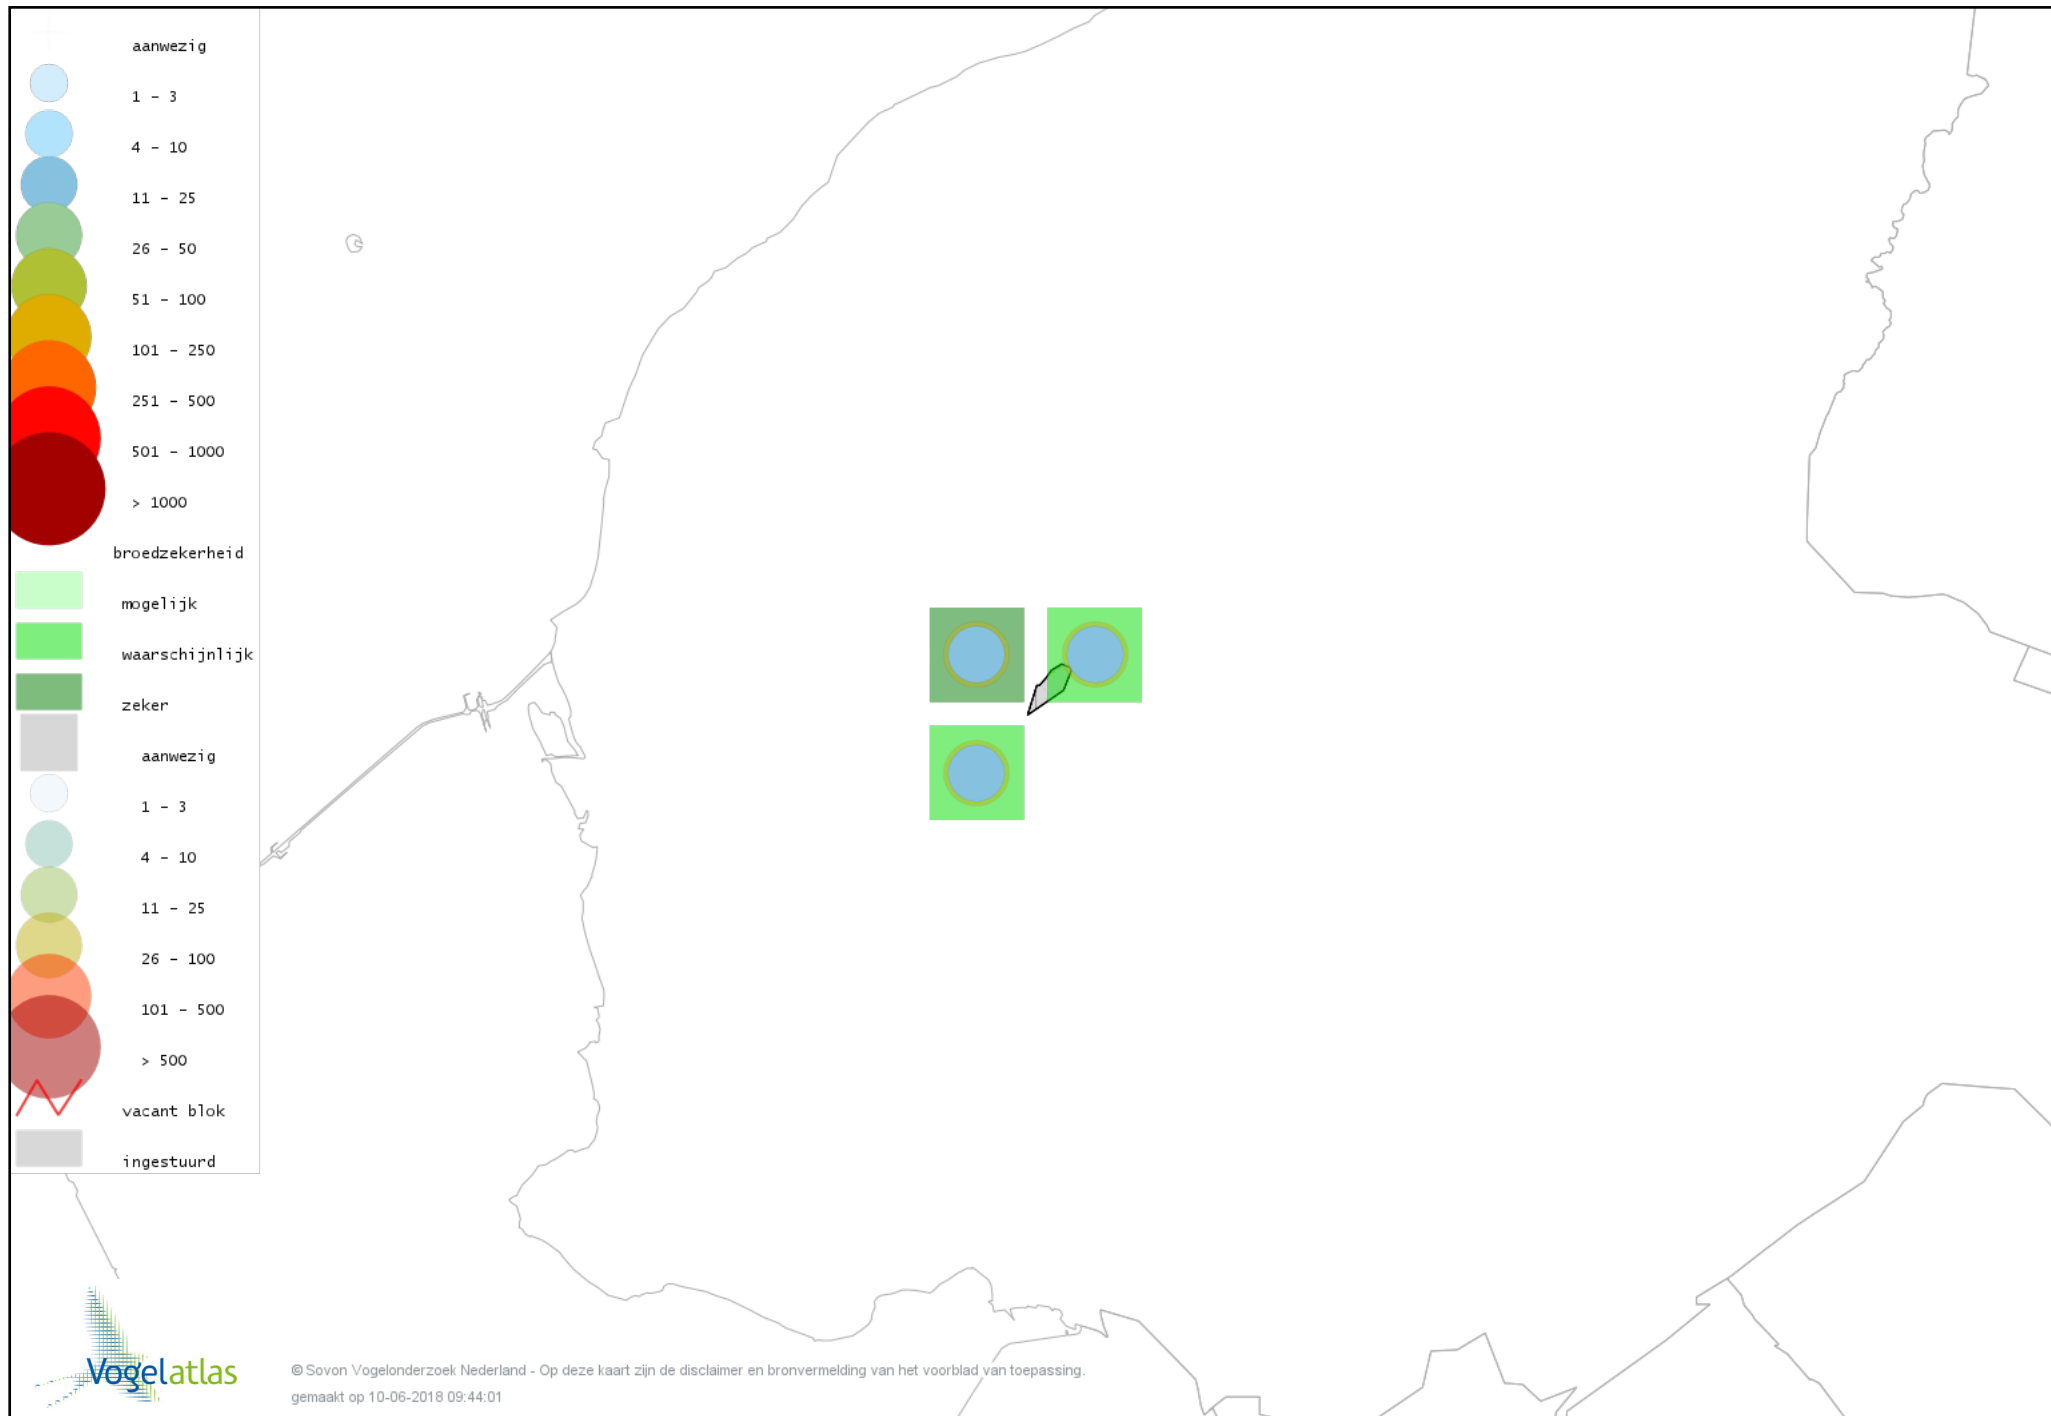 aanwezig
1 - 3
4 - 10
11 - 25
26 - 50
51 - 100
101 - 250
251 - 500
501 - 1000
> 1000
broedzekerheid
mogelijk
waarschijnlijk
zeker
aanwezig
1 - 3
4 - 10
11 - 25
26 - 100
101 - 500
> 500
vacant blok
ingestuurd
Vogelatlas
© Sovon Vogelonderzoek Nederland - Op deze kaart zijn de disclaimer en bronvermelding van het voorblad van toepassing.
gemaakt op 10-06-2018 09:44:01